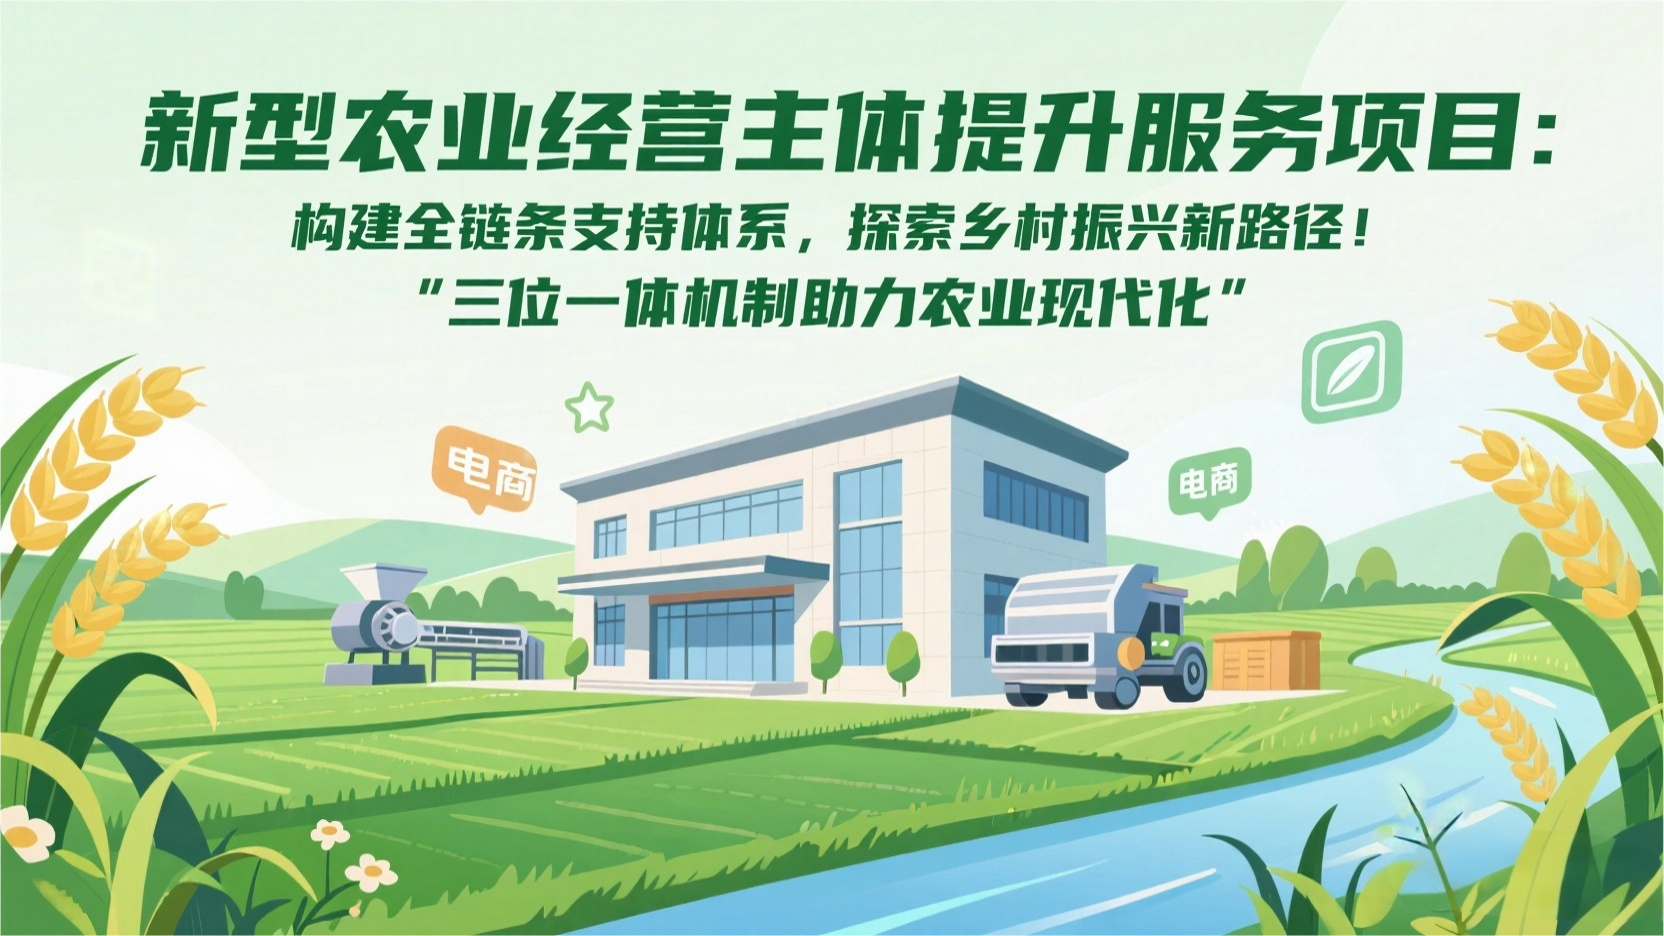 新型农业经营主体提升服务项目：
构建全链条支持体系，探索乡村振兴新路径！
”三位一体机制助力农业现代化”
电商
电商